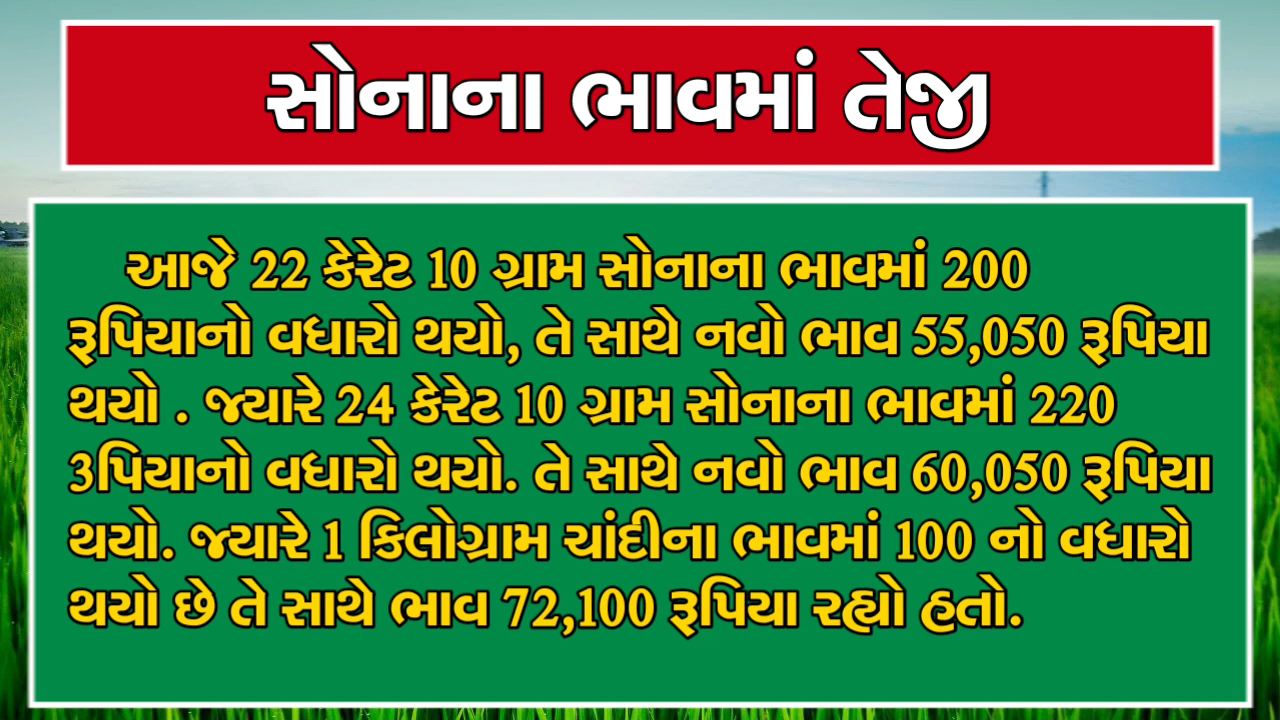 સોનાના ભાવમાં તેજી
આજે 22 કેરેટ 10 ગ્રામ સોનાના ભાવમાં 200
રૂપિયાનો વધારો થયો, તે સાથે નવો ભાવ 55,050 રૂપિયા
થયો . જ્યારે 24 કેરેટ 10 ગ્રામ સોનાના ભાવમાં 220
૩પિયાનો વધારો થયો. તે સાથે નવો ભાવ 60,050 રૂપિયા
થયો. જ્યારે 1 કિલોગ્રામ ચાંદીના ભાવમાં 100 નો વધારો
થયો છે તે સાથે ભાવ 72,100 રૂપિયા રહ્યો હતો.